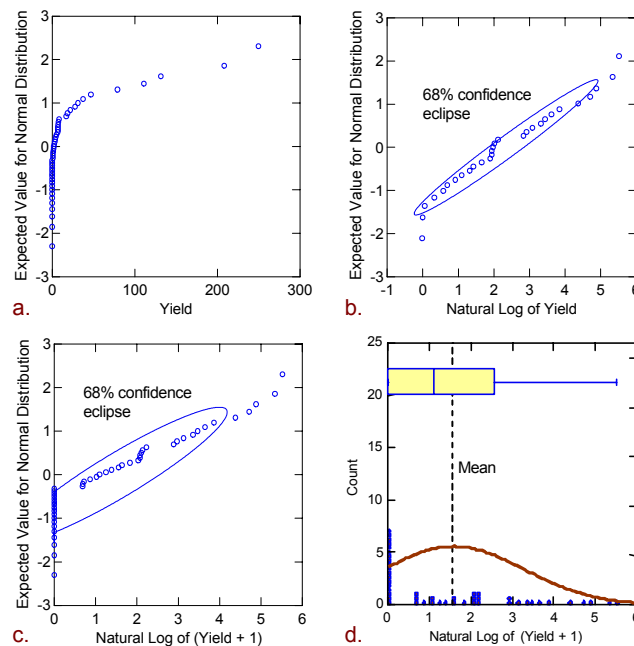 a.
Expected Value for Normal Distribution
3
2
1
0
-1
-2
-3
0 100 200 300
Yield
b.
Expected Value for Normal Distribution
3
2
1
0
-1
-2
-3
68% confidence
eclipse
-1 0 1 2 3 4 5 6
Natural Log of Yield
c.
Expected Value for Normal Distribution
3
2
1
0
-1
-2
-3
68% confidence
eclipse
0 1 2 3 4 5 6
Natural Log of (Yield + 1)
d.
Count
25
20
15
10
5
0
Mean
0 1 2 3 4 5 6
Natural Log of (Yield + 1)